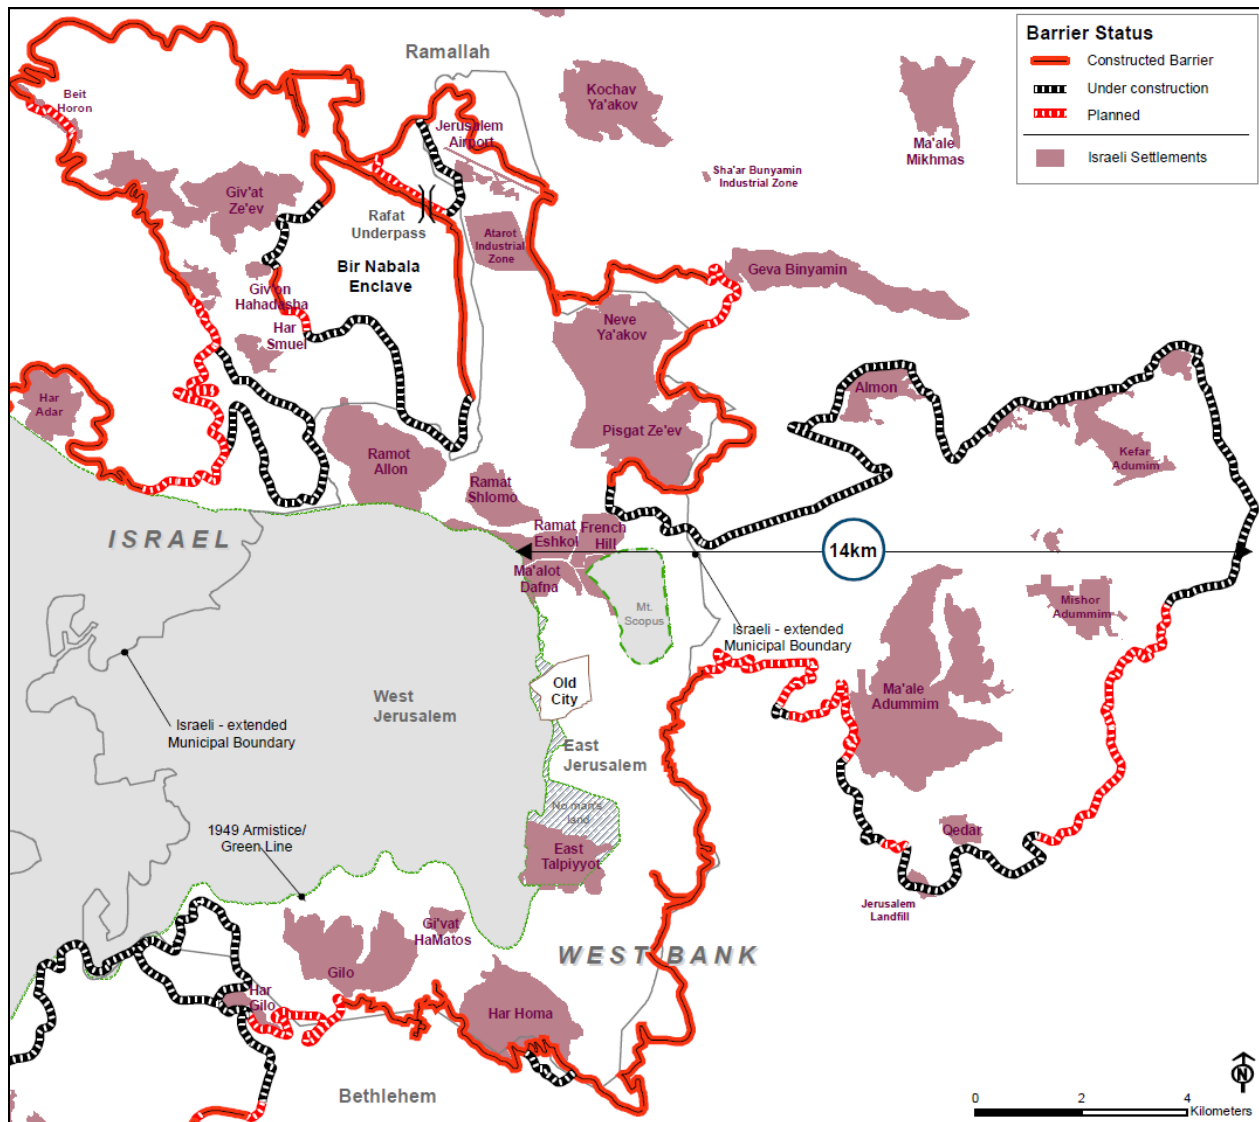 Barrier Status
Constructed Barrier
Under construction
Planned
Israeli Settlements
Ramallah
Beit
Horon
Kochav
Ya'akov
Ma'ale
Mikhmas
Jerusalem
Airport
Sha'ar Bunyamin
Industrial Zone
Giv'at
Ze'ev
Rafat
Underpass
Atarot
Industrial
Zone
Bir Nabala
Enclave
Geva Binyamin
Giv'on
Hahadasha
Har
Smuel
Neve
Ya'akov
Har
Adar
Almon
Pisgat Ze'ev
Kefar
Adumim
Ramot
Allon
Ramat
Shlomo
ISRAEL
Ramat
Eshkol
French
Hill
14km
Ma'alot
Dafna
Mt.
Scopus
Mishor
Adummim
Israeli - extended
Municipal Boundary
Old
City
Ma'ale
Adummim
West
Jerusalem
Israeli - extended
Municipal Boundary
East
Jerusalem
No man's
land
1949 Armistice/
Green Line
East
Talpiyyot
Qedar
Jerusalem
Landfill
Gi'vat
HaMatos
WEST BANK
Gilo
Har
Gilo
Har Homa
Bethlehem
N
0 2 4
Kilometers